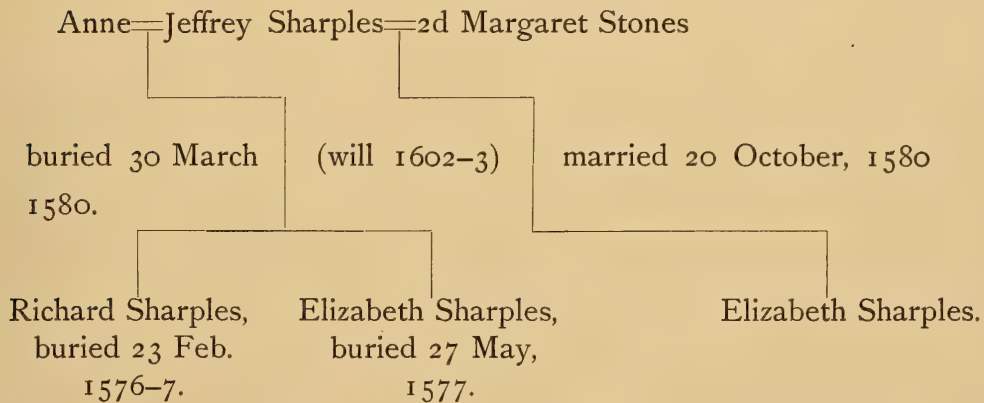 Anne=Jeffrey Sharples=2d Margaret Stones
buried 30 March
1580.
(will 1602–3)
married 20 October, 1580
Richard Sharples,
buried 23 Feb.
1576–7.
Elizabeth Sharples,
buried 27 May,
1577.
Elizabeth Sharples.